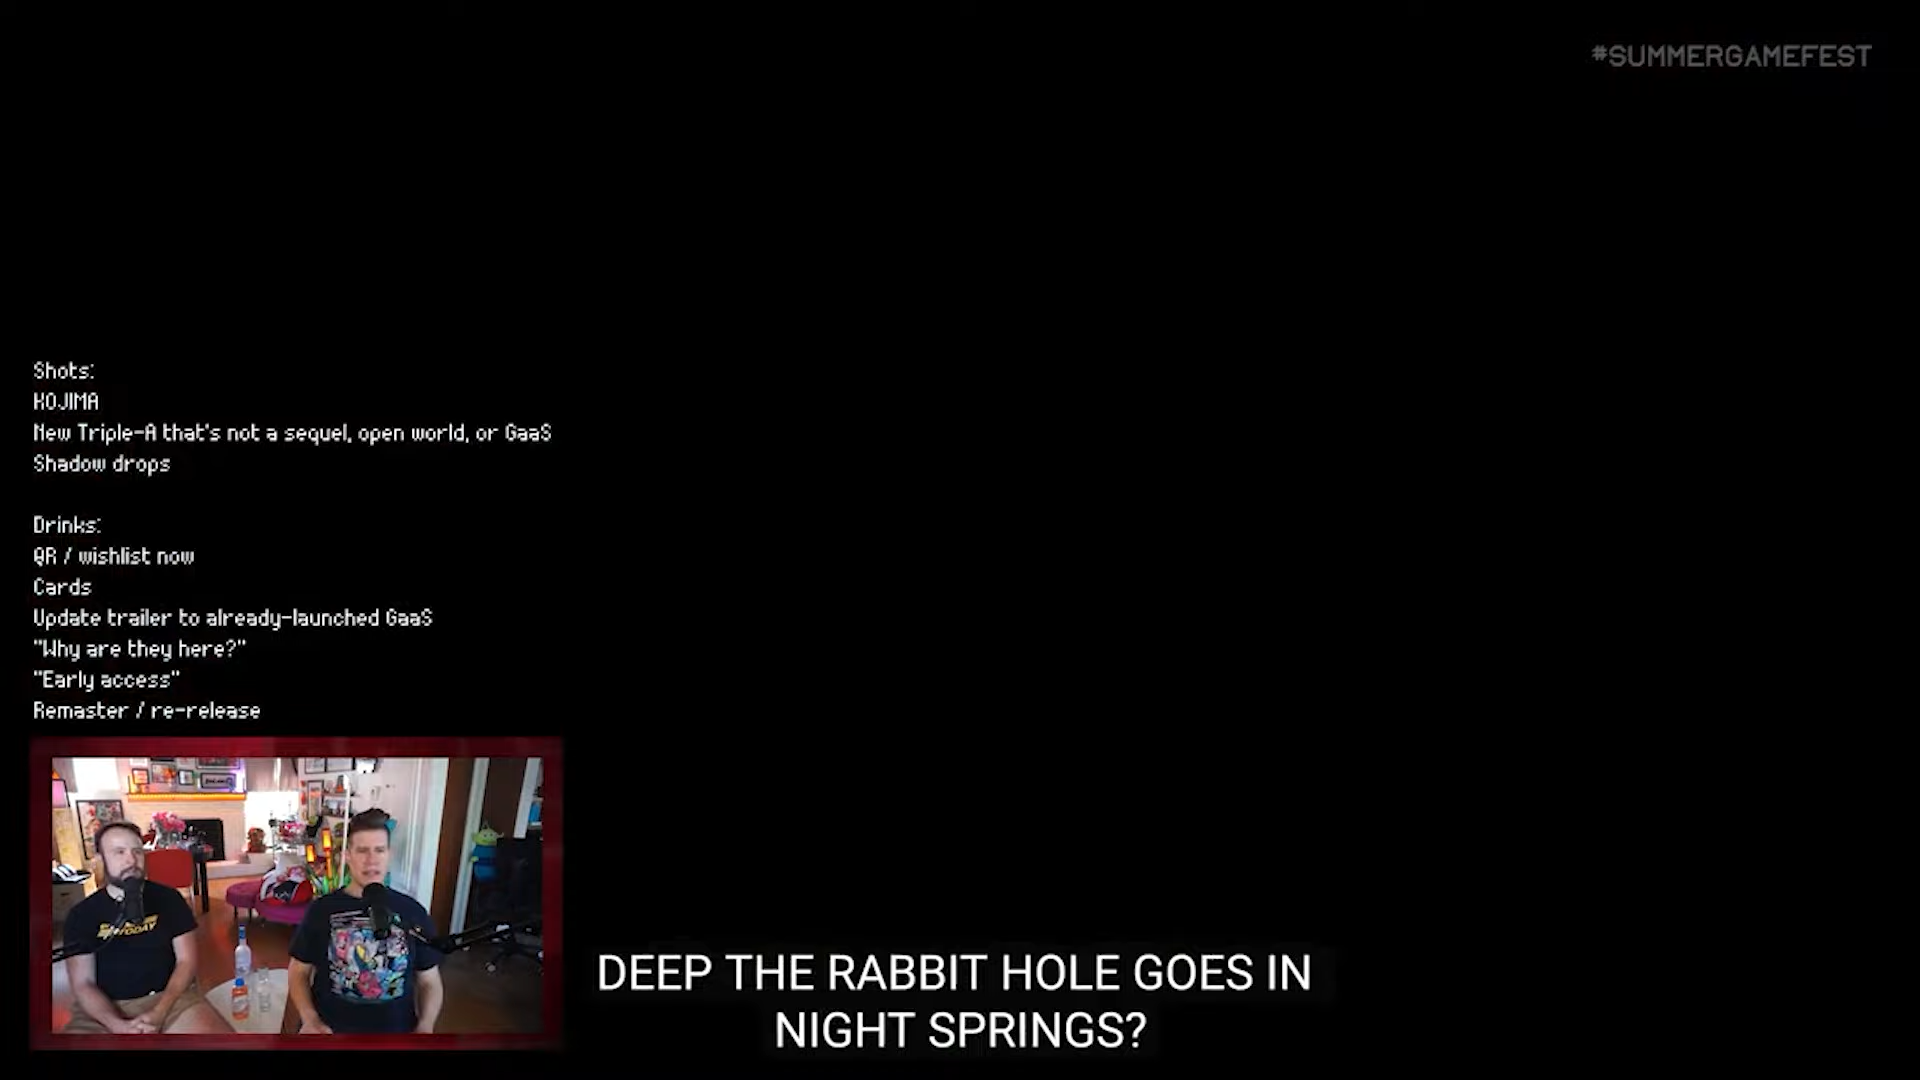 #SUMMERGAMEFEST
Shots:
KOJIMA
New Triple-A that's not a sequel, open world, or GaaS
Shadow drops
Drinks:
QR / wishlist now
Cards
Update trailer to already-launched GaaS
"Why are they here?"
"Early access"
Remaster / re-release
TODAY
DEEP THE RABBIT HOLE GOES IN
NIGHT SPRINGS?